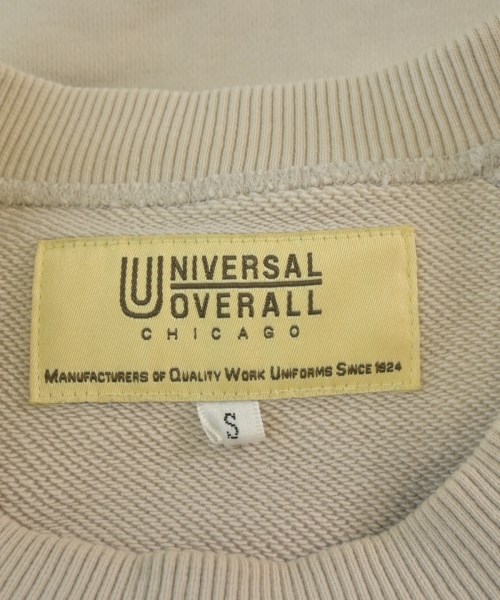 UNIVERSAL
OVERALL
CHICAGO
MANUFACTURERS OF QUALITY WORK UNIFORMS SINCE 1924
S